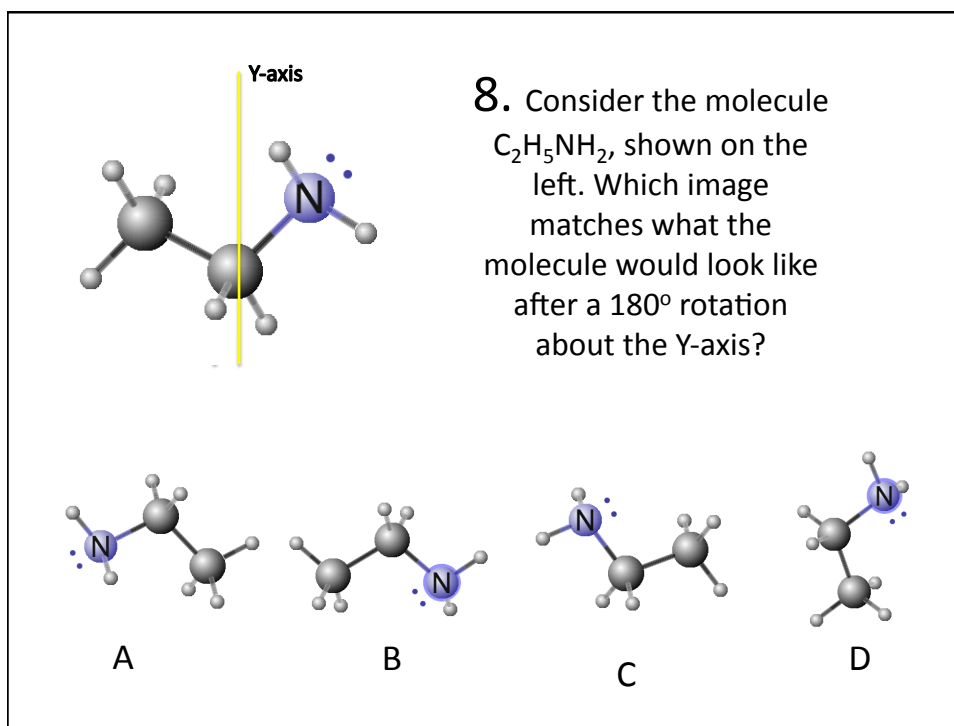 Y-axis
8. Consider the molecule
C₂H₅NH₂, shown on the
left. Which image
matches what the
molecule would look like
after a 180º rotation
about the Y-axis?
N
N
N
N
N
A
B
C
D